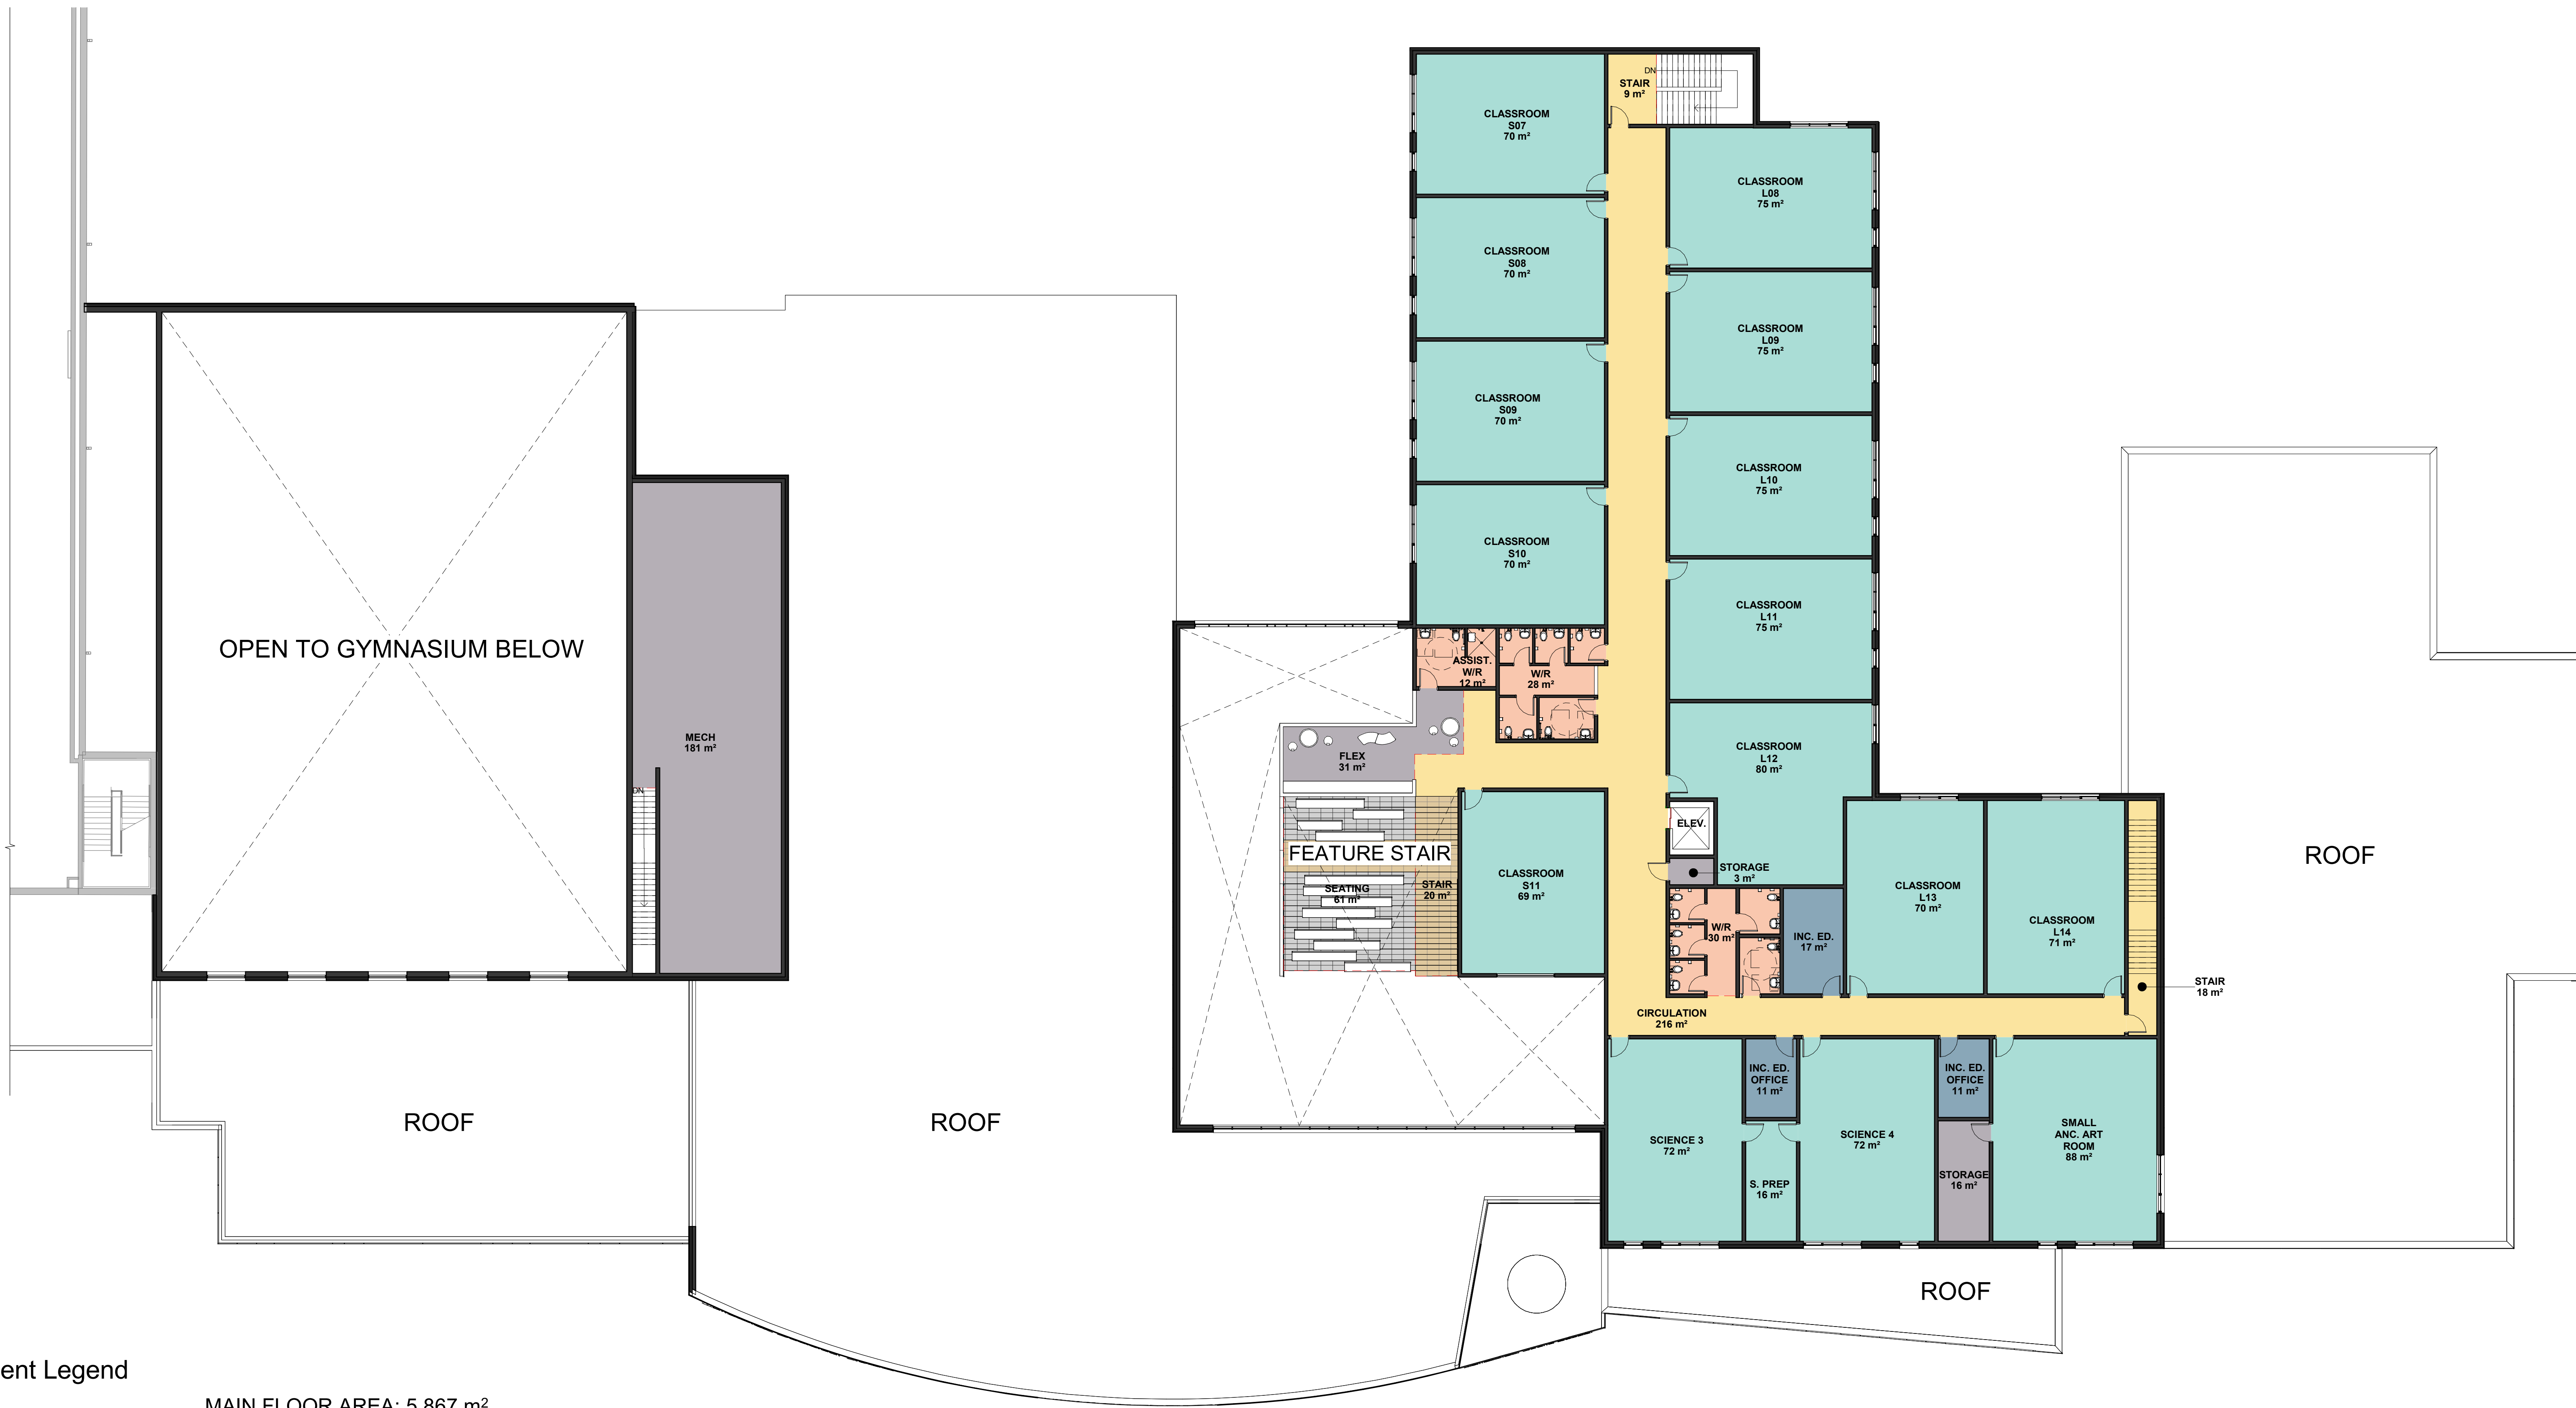 DN
STAIR
9 m²
CLASSROOM
S07
70 m²
CLASSROOM
L08
75 m²
CLASSROOM
S08
70 m²
CLASSROOM
L09
75 m²
CLASSROOM
S09
70 m²
CLASSROOM
L10
75 m²
CLASSROOM
S10
70 m²
CLASSROOM
L11
75 m²
OPEN TO GYMNASIUM BELOW
ASSIST.
W/R
12 m²
W/R
28 m²
MECH
181 m²
FLEX
31 m²
CLASSROOM
L12
80 m²
DN
ELEV.
FEATURE STAIR
ROOF
STORAGE
3 m²
SEATING
61 m²
STAIR
20 m²
CLASSROOM
S11
69 m²
CLASSROOM
L13
70 m²
CLASSROOM
L14
71 m²
W/R
30 m²
INC. ED.
17 m²
STAIR
18 m²
CIRCULATION
216 m²
INC. ED.
OFFICE
11 m²
INC. ED.
OFFICE
11 m²
ROOF
ROOF
SCIENCE 3
72 m²
SCIENCE 4
72 m²
SMALL
ANC. ART
ROOM
88 m²
S. PREP
16 m²
STORAGE
16 m²
ROOF
ent Legend
MAIN FLOOR AREA: 5,867 m²